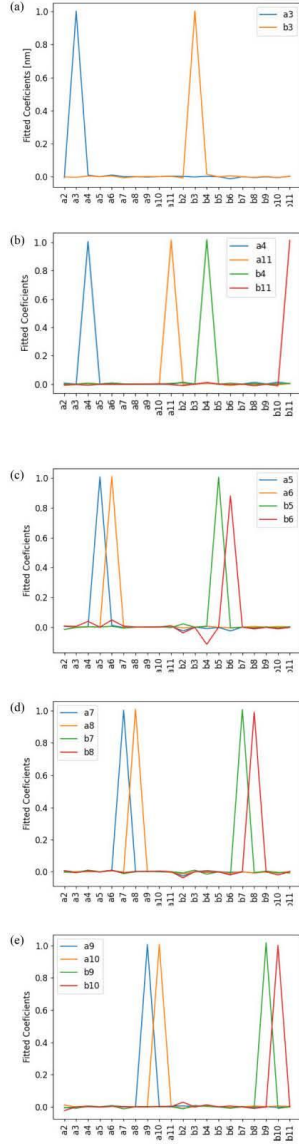 (a)
Fitted Coeficients [nm]
1.0
0.8
0.6
0.4
0.2
0.0
a3
b3
a2 a3 a4 a5 a6 a7 a8 a9 a10 a11 b2 b3 b4 b5 b6 b7 b8 b9 b10 b11
(b)
Fitted Coeficients
1.0
0.8
0.6
0.4
0.2
0.0
a4
a11
b4
b11
a2 a3 a4 a5 a6 a7 a8 a9 a10 a11 b2 b3 b4 b5 b6 b7 b8 b9 b10 b11
(c)
Fitted Coeficients
1.0
0.8
0.6
0.4
0.2
0.0
a5
a6
b5
b6
a2 a3 a4 a5 a6 a7 a8 a9 a10 a11 b2 b3 b4 b5 b6 b7 b8 b9 b10 b11
(d)
Fitted Coeficients
1.0
0.8
0.6
0.4
0.2
0.0
a7
a8
b7
b8
a2 a3 a4 a5 a6 a7 a8 a9 a10 a11 b2 b3 b4 b5 b6 b7 b8 b9 b10 b11
(e)
Fitted Coeficients
1.0
0.8
0.6
0.4
0.2
0.0
a9
a10
b9
b10
a2 a3 a4 a5 a6 a7 a8 a9 a10 a11 b2 b3 b4 b5 b6 b7 b8 b9 b10 b11